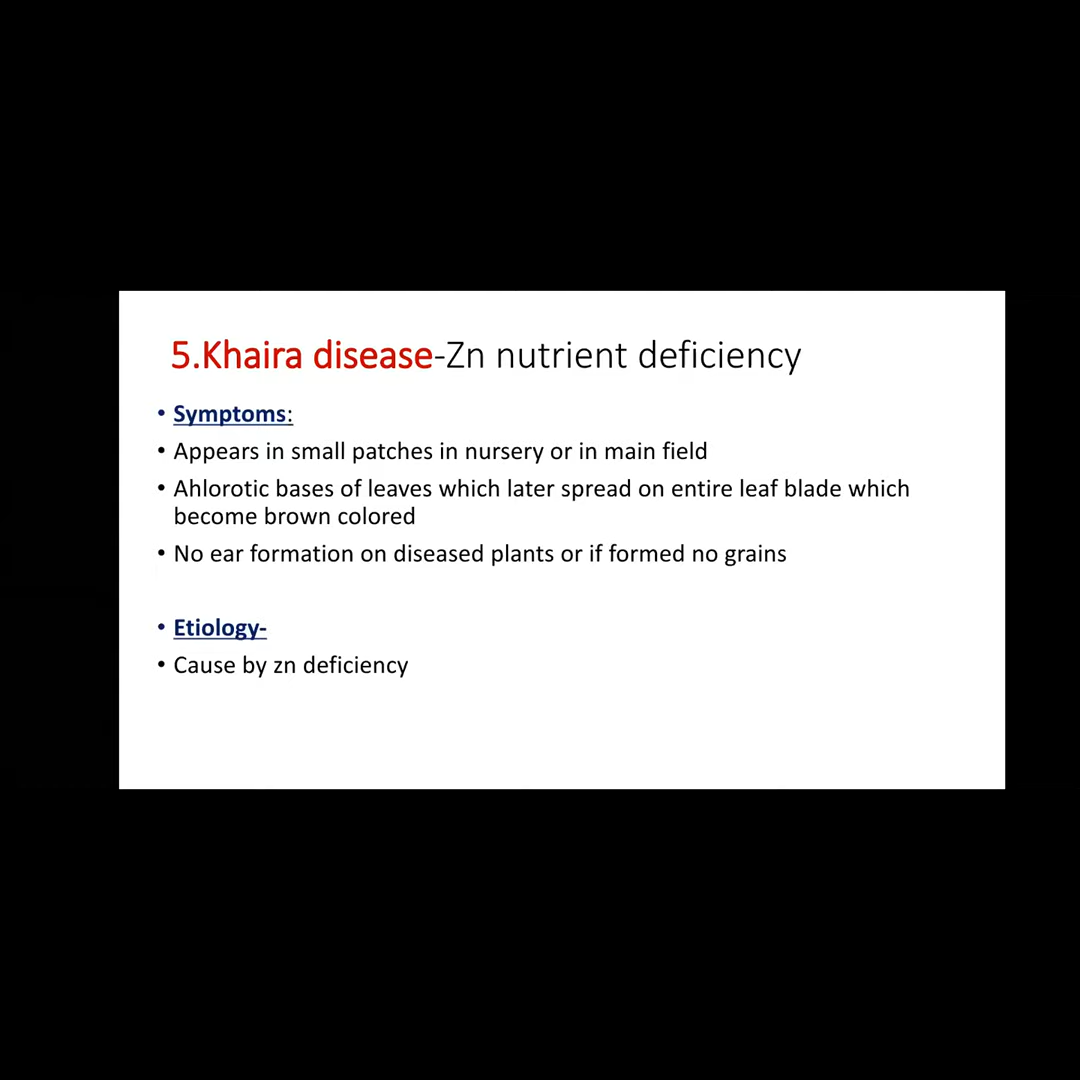 5.Khaira disease-Zn nutrient deficiency
• Symptoms:
• Appears in small patches in nursery or in main field
• Ahlorotic bases of leaves which later spread on entire leaf blade which
become brown colored
• No ear formation on diseased plants or if formed no grains
• Etiology-
• Cause by zn deficiency